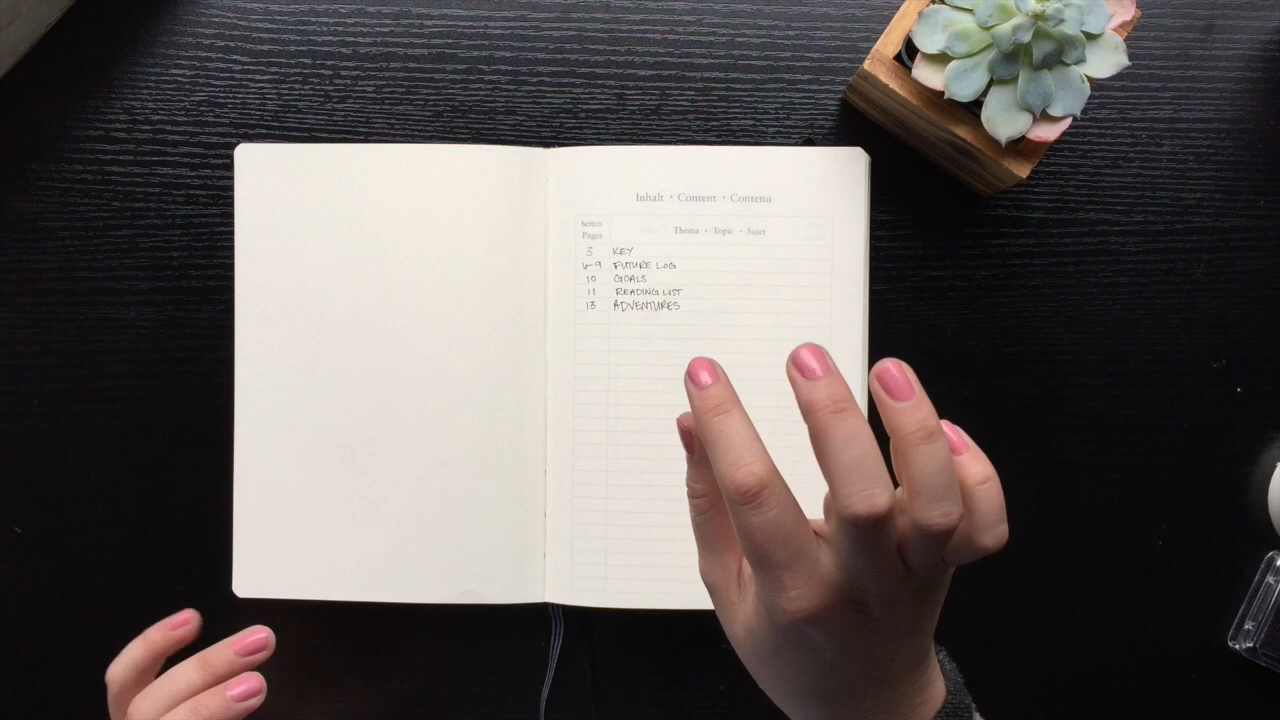 Inhalt • Content • Contenu
Seiten
Pages
Thema • Topic • Sujet
3 KEY
6-9 FUTURE LOG
10 GOALS
11 READING LIST
13 ADVENTURES